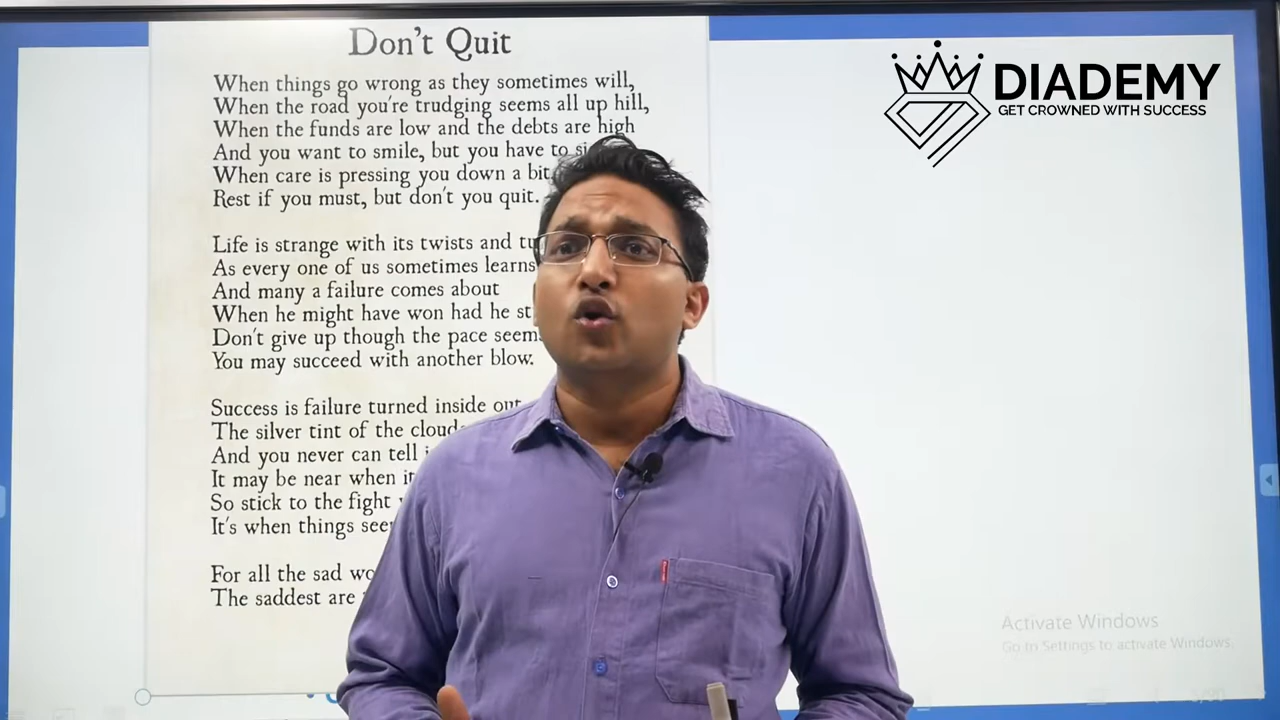 Don't Quit
When things go wrong as they sometimes will,
When the road you're trudging seems all up hill,
When the funds are low and the debts are high
And you want to smile, but you have to
When care is pressing you down a bit
Rest if you must, but don't you quit.
Life is strange with its twists and
As every one of us sometimes learns
And many a failure comes about
When he might have won had he
Don't give up though the pace
You may succeed with another blow.
Success is failure turned inside out
The silver tint of the
And you never can tell
It may be near when
So stick to the fight
It's when things
For all the sad
The saddest are
DIADEMY
GET CROWNED WITH SUCCESS
Activate Windows
Go to Settings to activate Windows.